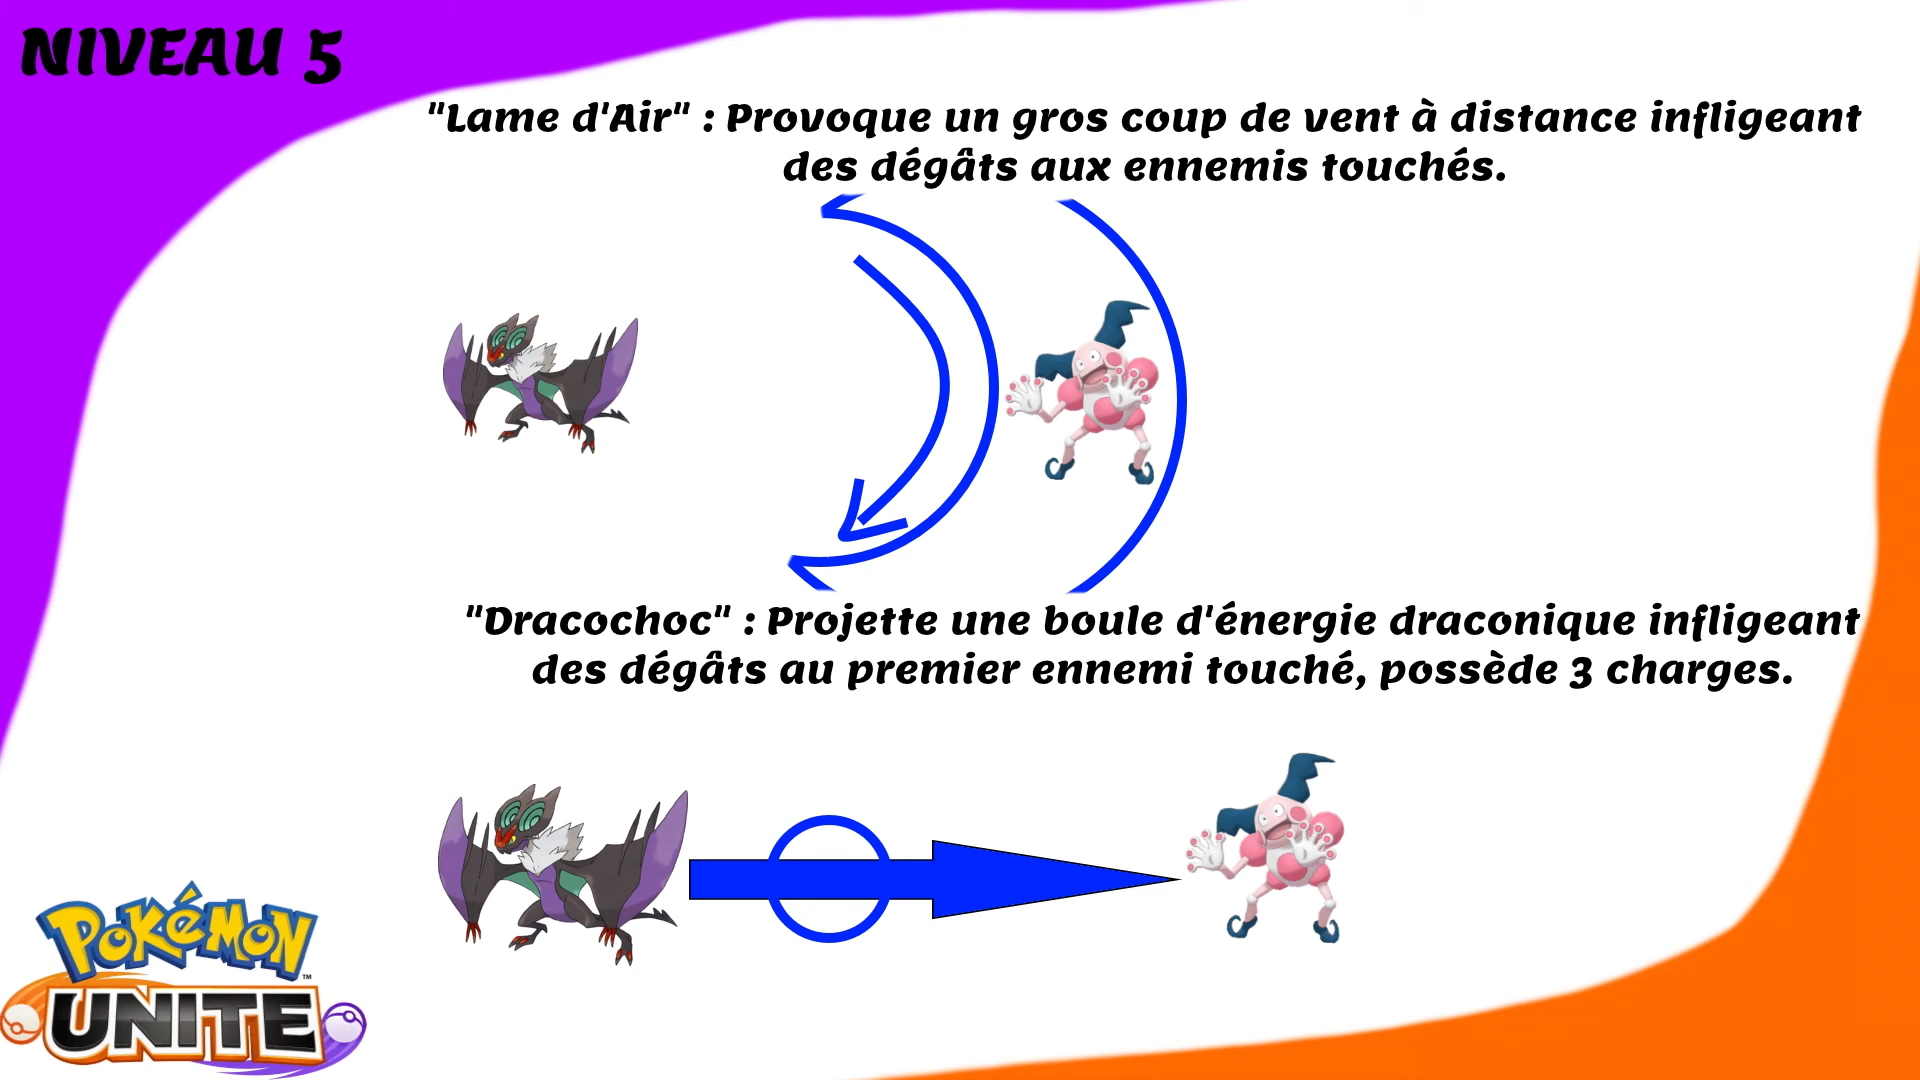 NIVEAU 5
"Lame d'Air" : Provoque un gros coup de vent à distance infligeant
des dégâts aux ennemis touchés.
"Dracochoc" : Projette une boule d'énergie draconique infligeant
des dégâts au premier ennemi touché, possède 3 charges.
POKéMON
TM
UNITE